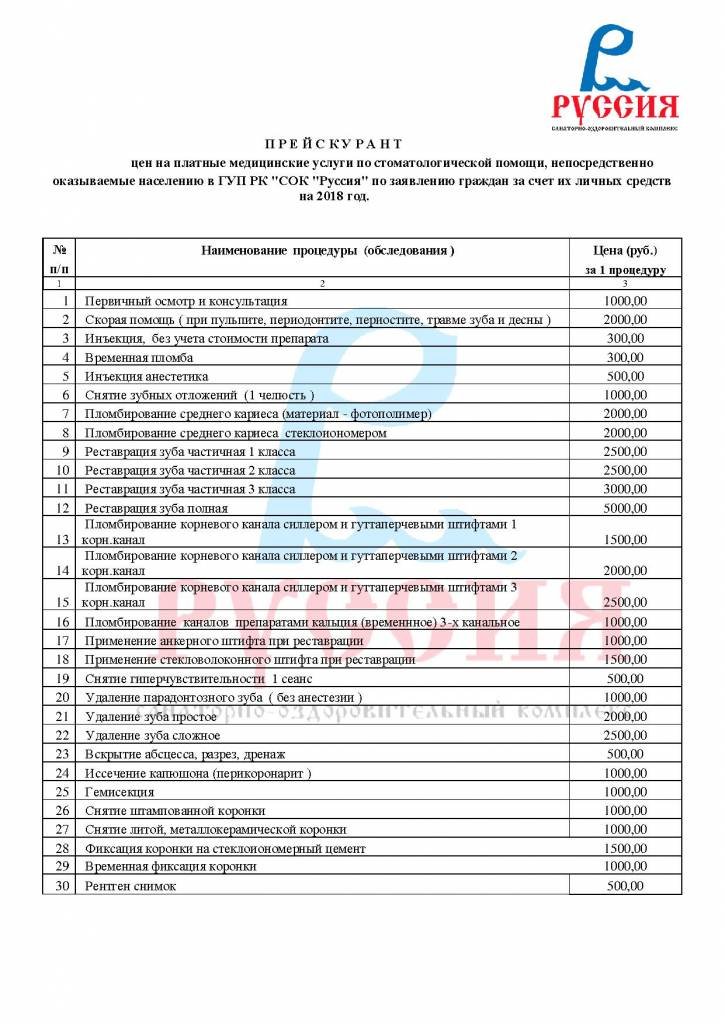 РУССИЯ
САНАТОРНО-ОЗДОРОВИТЕЛЬНЫЙ КОМПЛЕКС
П Р Е Й С К У Р А Н Т
цен на платные медицинские услуги по стоматологической помощи, непосредственно
оказываемые населению в ГУП РК "СОК "Руссия" по заявлению граждан за счет их личных средств
на 2018 год.
№ Наименование процедуры (обследования ) Цена (руб.)
п/п за 1 процедуру
1 2 3
1 Первичный осмотр и консультация 1000,00
2 Скорая помощь ( при пульпите, периодонтите, периостите, травме зуба и десны ) 2000,00
3 Инъекция, без учета стоимости препарата 300,00
4 Временная пломба 300,00
5 Инъекция анестетика 500,00
6 Снятие зубных отложений (1 челюсть ) 1000,00
7 Пломбирование среднего кариеса (материал - фотополимер) 2000,00
8 Пломбирование среднего кариеса стеклоиономером 2000,00
9 Реставрация зуба частичная 1 класса 2500,00
10 Реставрация зуба частичная 2 класса 2500,00
11 Реставрация зуба частичная 3 класса 3000,00
12 Реставрация зуба полная 5000,00
Пломбирование корневого канала силлером и гуттаперчевыми штифтами 1
13 корн.канал 1500,00
Пломбирование корневого канала силлером и гуттаперчевыми штифтами 2
14 корн.канал 2000,00
Пломбирование корневого канала силлером и гуттаперчевыми штифтами 3
15 корн.канал 2500,00
16 Пломбирование каналов препаратами кальция (временнное) 3-х канальное 1000,00
17 Применение анкерного штифта при реставрации 1000,00
18 Применение стекловолоконного штифта при реставрации 1500,00
19 Снятие гиперчувствительности 1 сеанс 500,00
20 Удаление парадонтозного зуба ( без анестезии ) 1000,00
21 Удаление зуба простое 2000,00
22 Удаление зуба сложное 2500,00
23 Вскрытие абсцесса, разрез, дренаж 500,00
24 Иссечение капюшона (перикоронарит ) 1000,00
25 Гемисекция 1000,00
26 Снятие штампованной коронки 1000,00
27 Снятие литой, металлокерамической коронки 1000,00
28 Фиксация коронки на стеклоиономерный цемент 1500,00
29 Временная фиксация коронки 1000,00
30 Рентген снимок 500,00
РУССИЯ
санаторно-оздоровительный комплекс